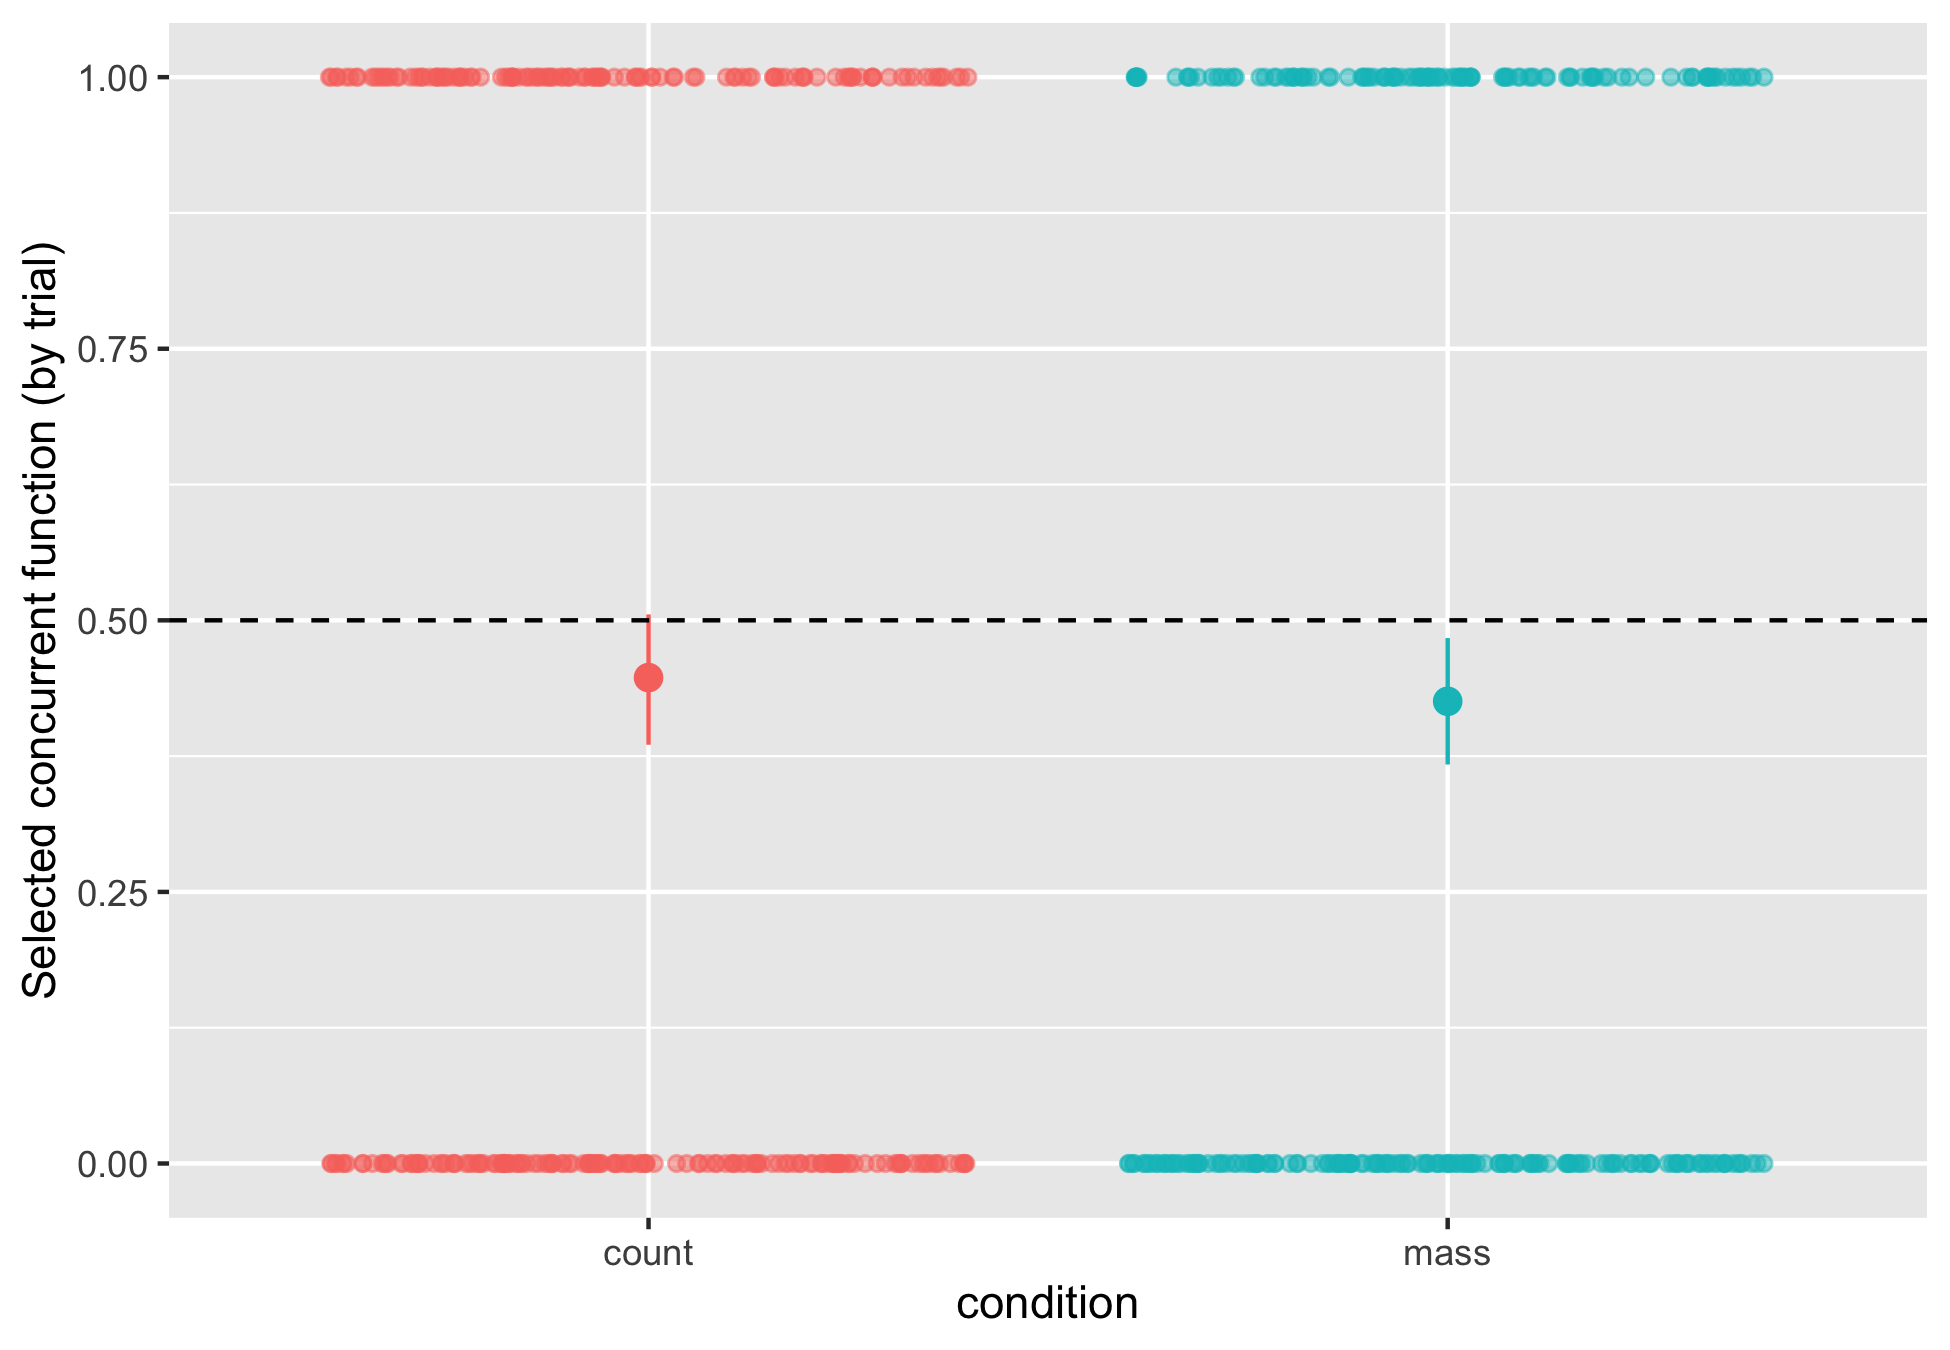 Selected concurrent function (by trial)
1.00
0.75
0.50
0.25
0.00
count mass
condition